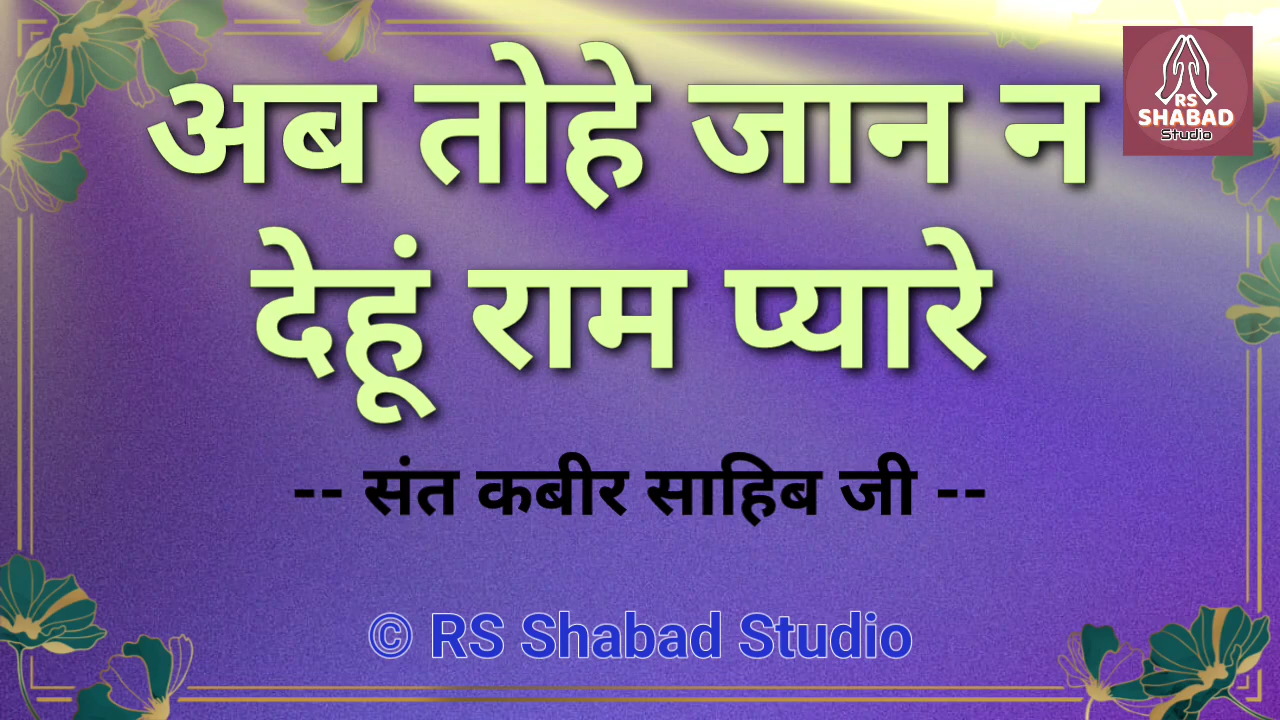 अब तोहे जान न
RS
SHABAD
Studio
देहूं राम प्यारे
-- संत कबीर साहिब जी --
© RS Shabad Studio